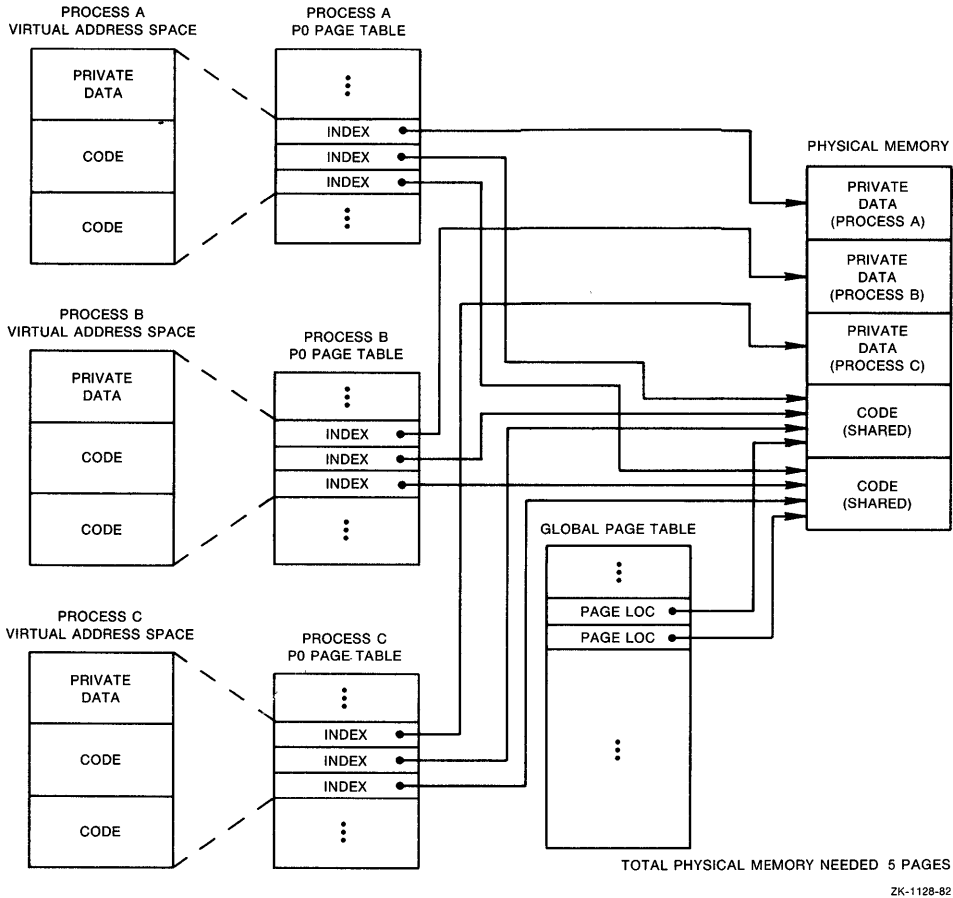 PROCESS A
VIRTUAL ADDRESS SPACE
PRIVATE
DATA
CODE
CODE
PROCESS A
P0 PAGE TABLE
INDEX
INDEX
INDEX
PHYSICAL MEMORY
PRIVATE
DATA
(PROCESS A)
PRIVATE
DATA
(PROCESS B)
PRIVATE
DATA
(PROCESS C)
CODE
(SHARED)
CODE
(SHARED)
PROCESS B
VIRTUAL ADDRESS SPACE
PRIVATE
DATA
CODE
CODE
PROCESS B
P0 PAGE TABLE
INDEX
INDEX
INDEX
GLOBAL PAGE TABLE
PAGE LOC
PAGE LOC
PROCESS C
VIRTUAL ADDRESS SPACE
PRIVATE
DATA
CODE
CODE
PROCESS C
P0 PAGE TABLE
INDEX
INDEX
INDEX
TOTAL PHYSICAL MEMORY NEEDED 5 PAGES
ZK-1128-82